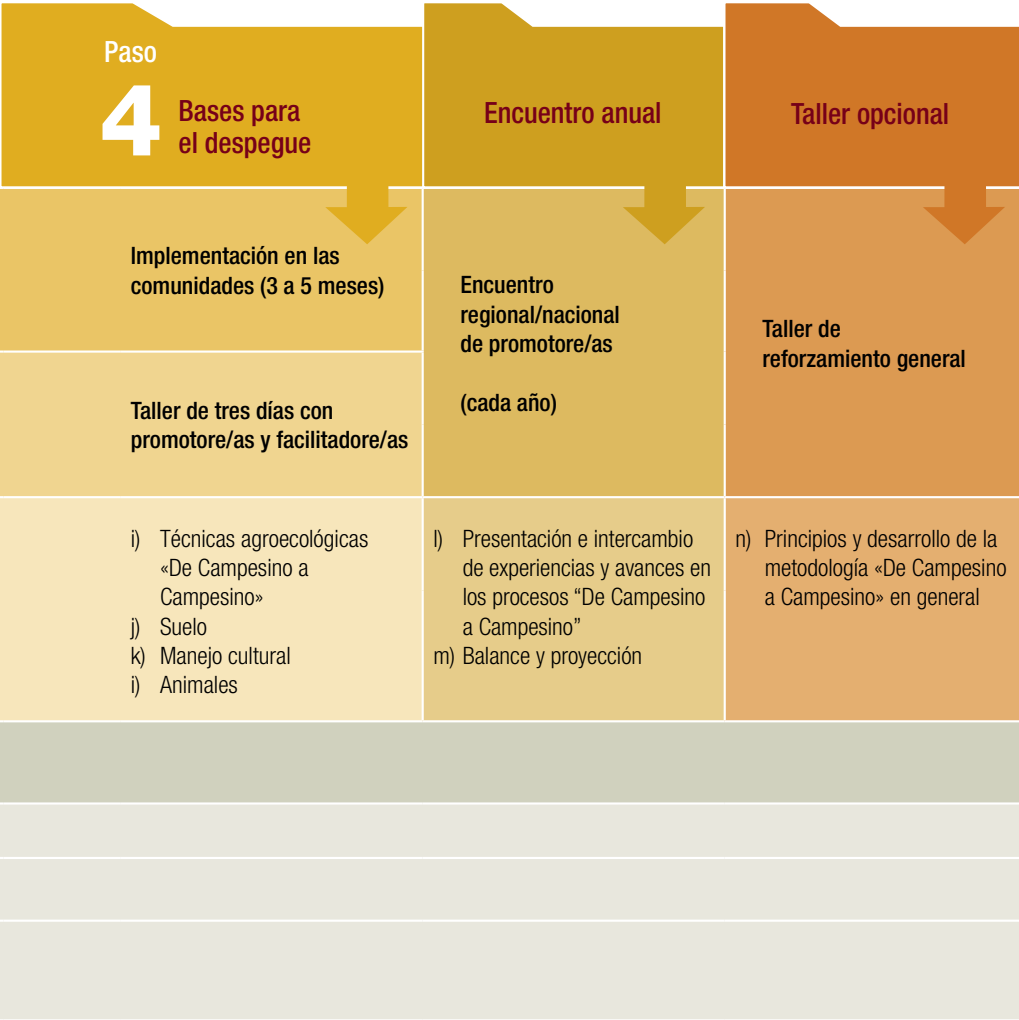 Paso
4 Bases para
el despegue
Encuentro anual
Taller opcional
Implementación en las
comunidades (3 a 5 meses)
Taller de tres días con
promotore/as y facilitadore/as
Encuentro
regional/nacional
de promotore/as
(cada año)
Taller de
reforzamiento general
i) Técnicas agroecológicas
«De Campesino a
Campesino»
j) Suelo
k) Manejo cultural
i) Animales
l) Presentación e intercambio
de experiencias y avances en
los procesos “De Campesino
a Campesino”
m) Balance y proyección
n) Principios y desarrollo de la
metodología «De Campesino
a Campesino» en general